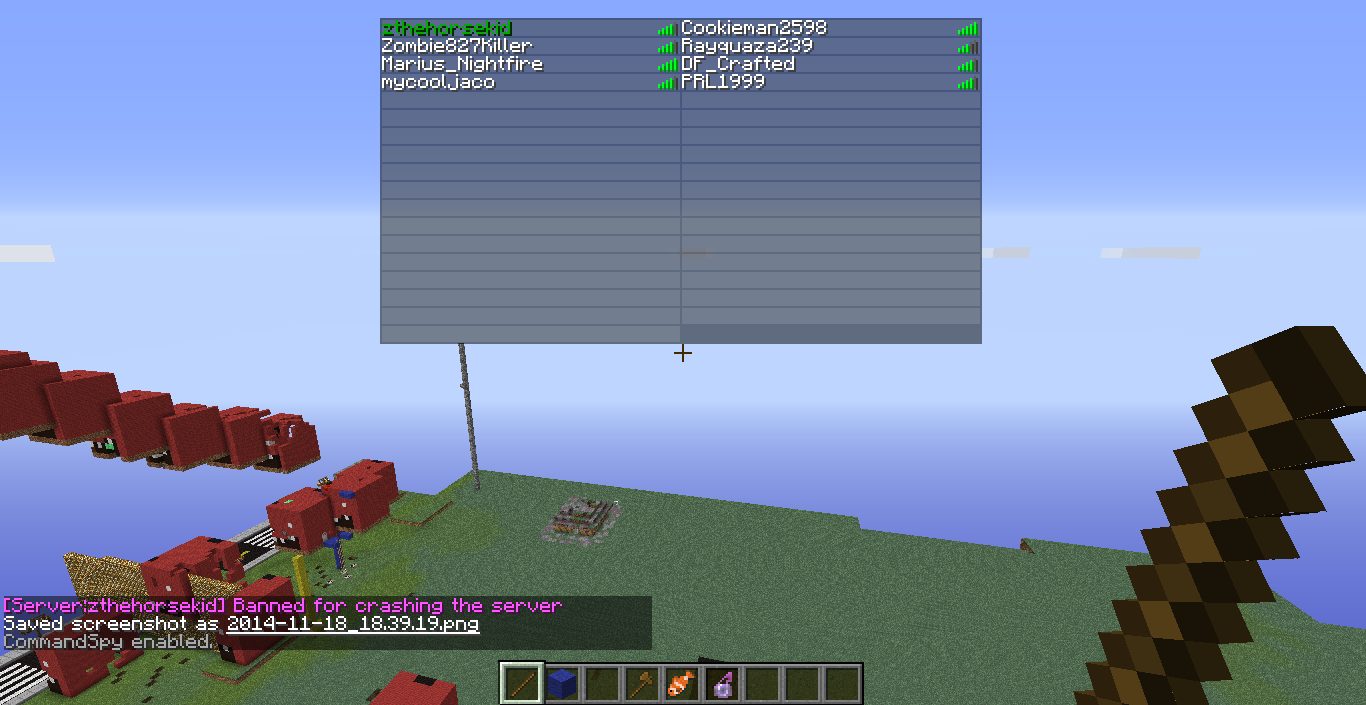 zthehorsekid Cookieman2598
Zombie827Killer Rayquaza239
Marius_Nightfire DF_Crafted
mycooljaco PRL1999
[Server:zthehorsekid] Banned for crashing the server
Saved screenshot as 2014-11-18_18.39.19.png
CommandSpy enabled.